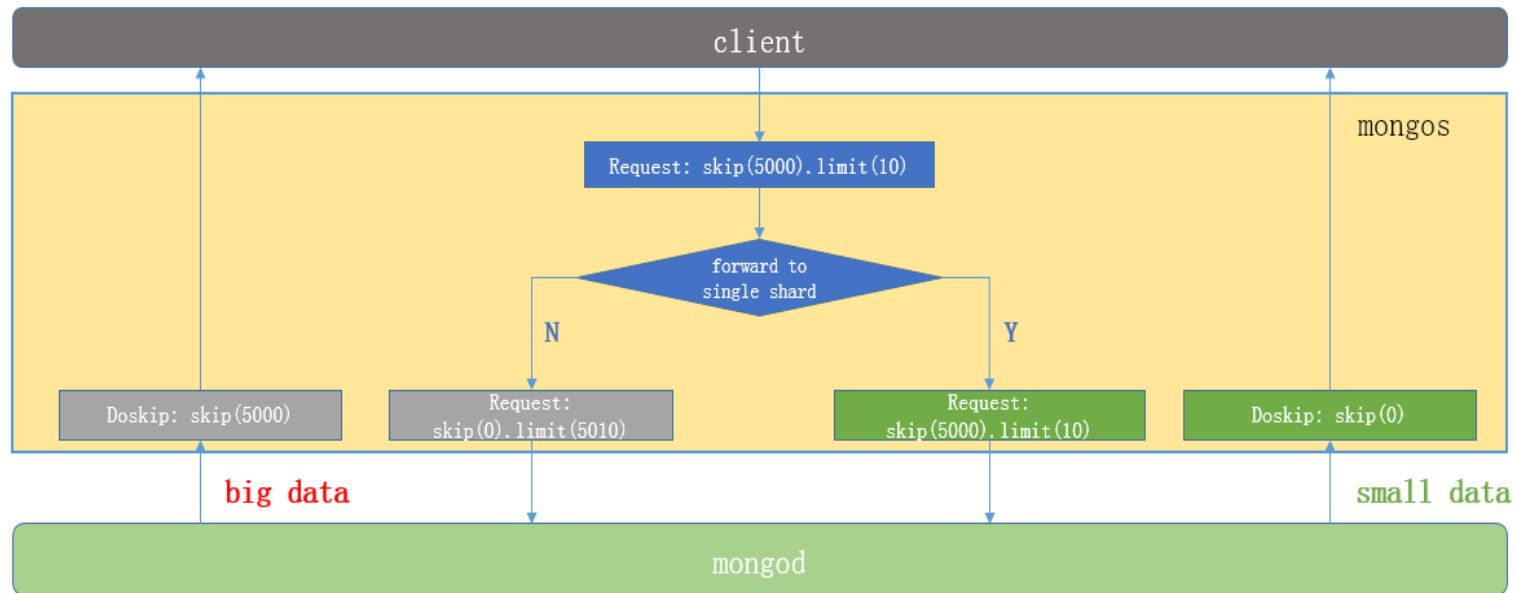 client
mongos
Request: skip(5000).limit(10)
forward to
single shard
N
Y
Doskip: skip(5000)
Request:
skip(0).limit(5010)
Request:
skip(5000).limit(10)
Doskip: skip(0)
big data
small data
mongod